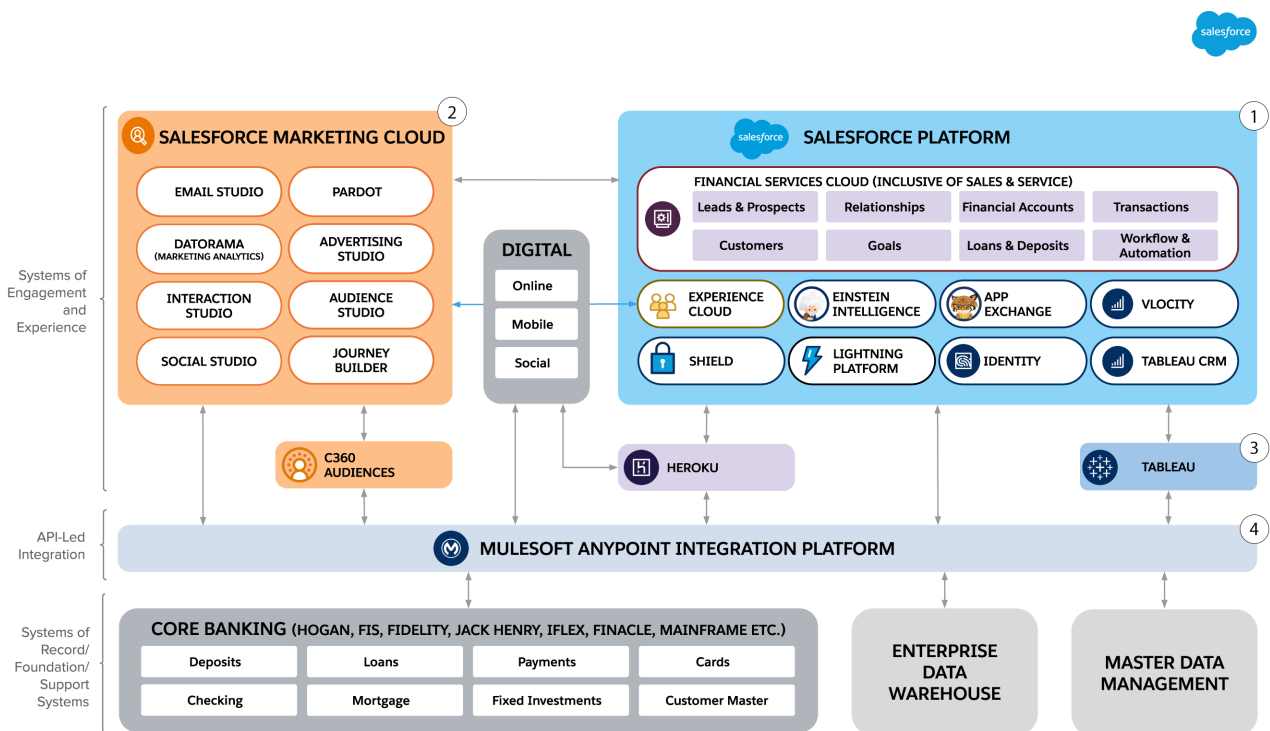 salesforce
2
1
SALESFORCE MARKETING CLOUD
salesforce
SALESFORCE PLATFORM
EMAIL STUDIO
PARDOT
DATORAMA
(MARKETING ANALYTICS)
ADVERTISING
STUDIO
INTERACTION
STUDIO
AUDIENCE
STUDIO
SOCIAL STUDIO
JOURNEY
BUILDER
DIGITAL
Online
Mobile
Social
FINANCIAL SERVICES CLOUD (INCLUSIVE OF SALES & SERVICE)
Leads & Prospects
Relationships
Financial Accounts
Transactions
Customers
Goals
Loans & Deposits
Workflow &
Automation
EXPERIENCE
CLOUD
EINSTEIN
INTELLIGENCE
APP
EXCHANGE
VLOCITY
SHIELD
LIGHTNING
PLATFORM
IDENTITY
TABLEAU CRM
Systems of
Engagement
and
Experience
C360
AUDIENCES
HEROKU
3
TABLEAU
API-Led
Integration
4
MULESOFT ANYPOINT INTEGRATION PLATFORM
Systems of
Record/
Foundation/
Support
Systems
CORE BANKING (HOGAN, FIS, FIDELITY, JACK HENRY, IFLEX, FINACLE, MAINFRAME ETC.)
Deposits
Loans
Payments
Cards
Checking
Mortgage
Fixed Investments
Customer Master
ENTERPRISE
DATA
WAREHOUSE
MASTER DATA
MANAGEMENT